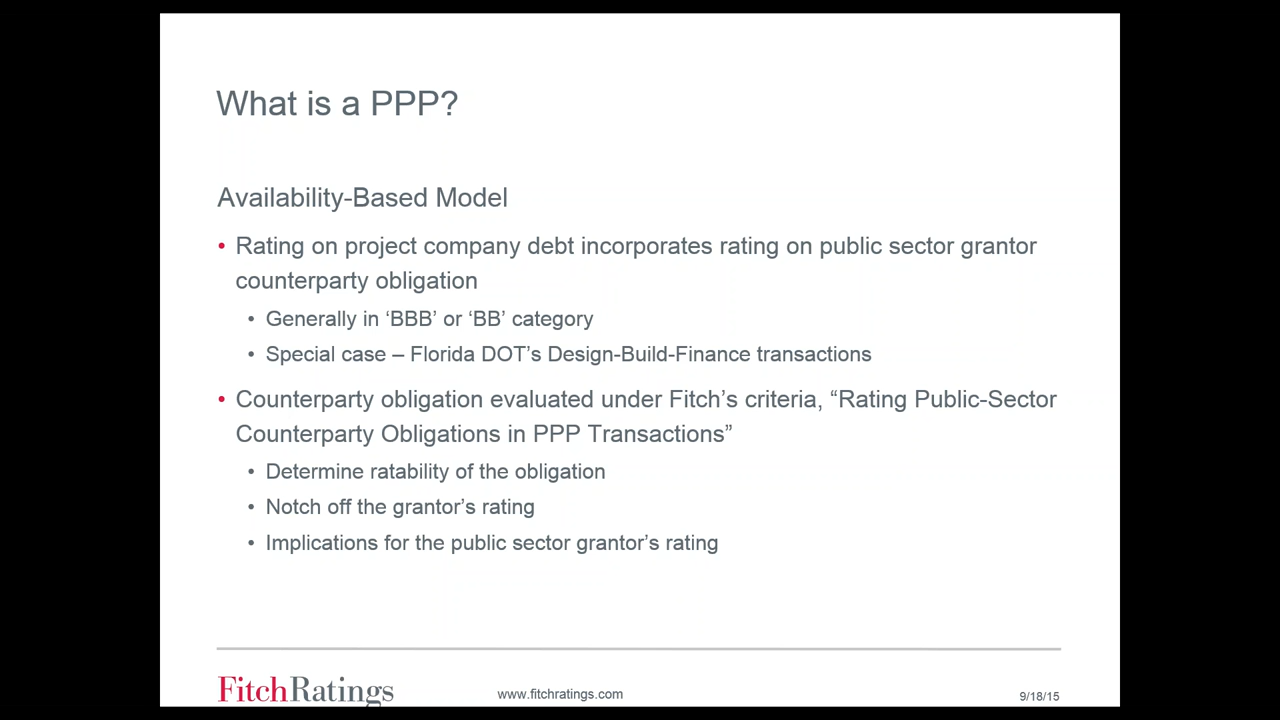 What is a PPP?
Availability-Based Model
• Rating on project company debt incorporates rating on public sector grantor
counterparty obligation
• Generally in ‘BBB’ or ‘BB’ category
• Special case – Florida DOT’s Design-Build-Finance transactions
• Counterparty obligation evaluated under Fitch’s criteria, “Rating Public-Sector
Counterparty Obligations in PPP Transactions”
• Determine ratability of the obligation
• Notch off the grantor’s rating
• Implications for the public sector grantor’s rating
FitchRatings
www.fitchratings.com
9/18/15